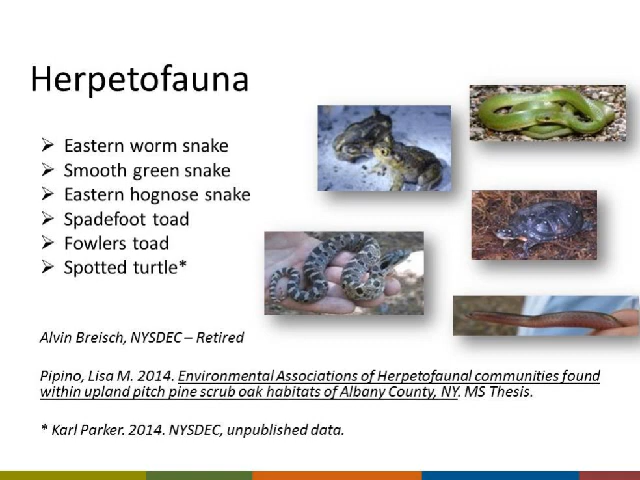 Herpetofauna
➢ Eastern worm snake
➢ Smooth green snake
➢ Eastern hognose snake
➢ Spadefoot toad
➢ Fowlers toad
➢ Spotted turtle*
Alvin Breisch, NYSDEC – Retired
Pipino, Lisa M. 2014. Environmental Associations of Herpetofaunal communities found
within upland pitch pine scrub oak habitats of Albany County, NY. MS Thesis.
* Karl Parker. 2014. NYSDEC, unpublished data.